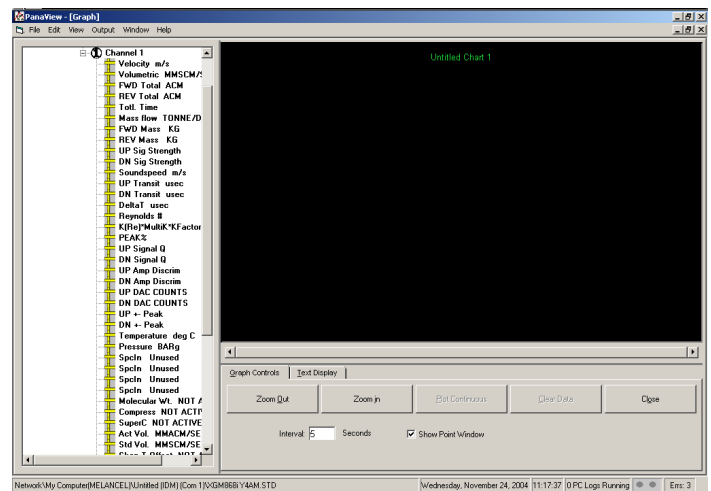 PanaView - [Graph]
File Edit View Output Window Help
Channel 1
Velocity m/s
Volumetric MMSCM/
FWD Total ACM
REV Total ACM
Totl. Time
Mass flow TONNE/D
FWD Mass KG
REV Mass KG
UP Sig Strength
DN Sig Strength
Soundspeed m/s
UP Transit usec
DN Transit usec
DeltaT usec
Reynolds #
K(Re)*MultiK*KFactor
PEAK%
UP Signal Q
DN Signal Q
UP Amp Discrim
DN Amp Discrim
UP DAC COUNTS
DN DAC COUNTS
UP +- Peak
DN +- Peak
Temperature deg C
Pressure BARg
SpcIn Unused
SpcIn Unused
SpcIn Unused
SpcIn Unused
Molecular Wt. NOT A
Compress NOT ACTI
SuperC NOT ACTIVE
Act Vol. MMACM/SE
Std Vol. MMSCM/SE
Untitled Chart 1
Graph Controls Text Display
Zoom Out Zoom in Plot Continuous Clear Data Close
Interval: 5 Seconds Show Point Window
Network\My Computer(MELANCEL)\Untitled (IDM) (Com 1)\XGM868i Y4AM.STD Wednesday, November 24, 2004 11:17:37 0 PC Logs Running Errs: 3